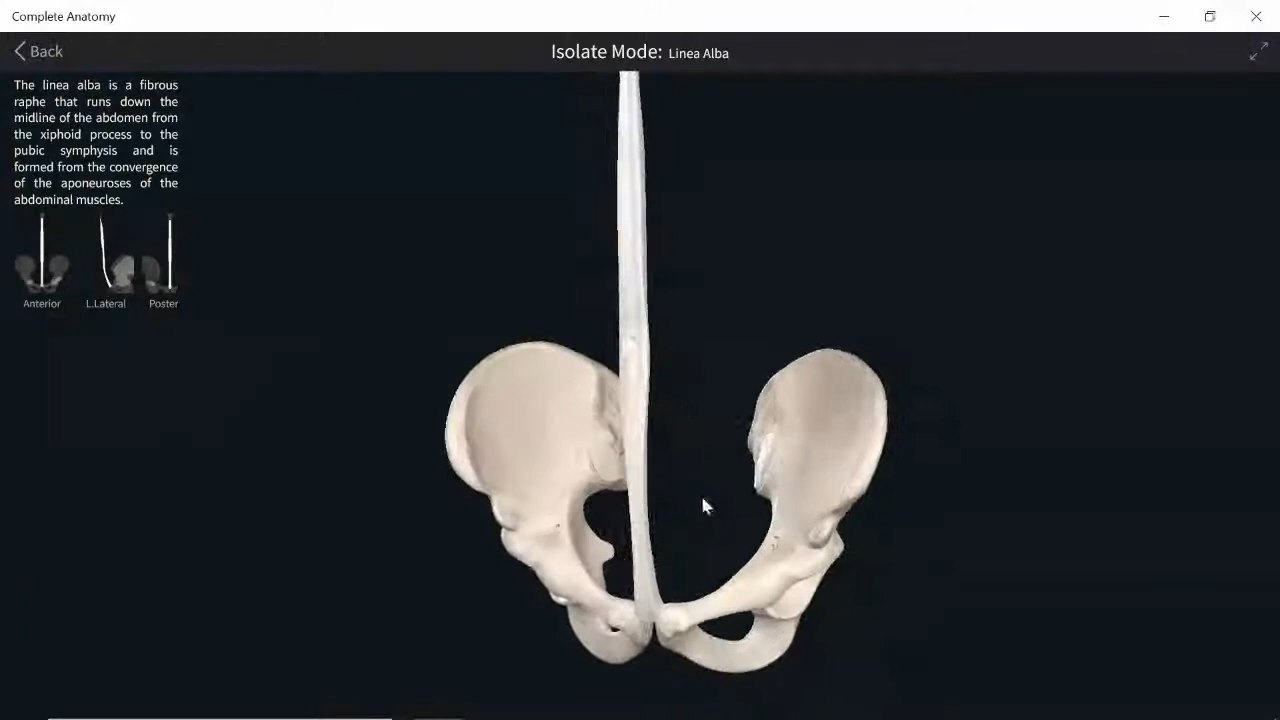 Complete Anatomy
Back
Isolate Mode: Linea Alba
The linea alba is a fibrous
raphe that runs down the
midline of the abdomen from
the xiphoid process to the
pubic symphysis and is
formed from the convergence
of the aponeuroses of the
abdominal muscles.
Anterior L.Lateral Poster